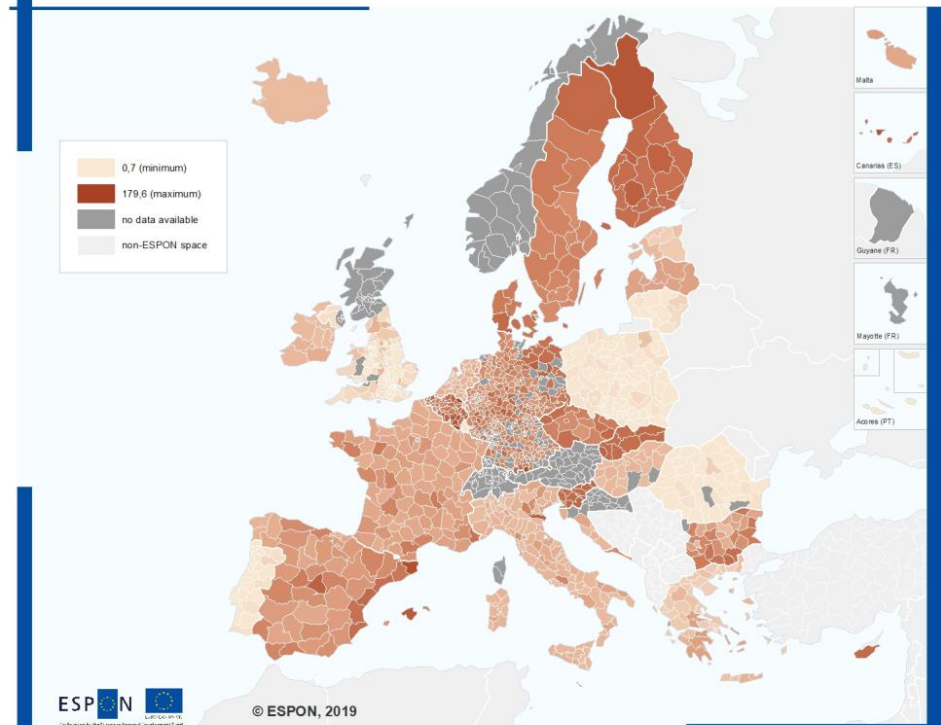 0,7 (minimum)
179,6 (maximum)
no data available
non-ESPON space
Malta
Canarias (ES)
Guyane (FR)
Mayotte (FR)
Acores (PT)
ESPON
© ESPON, 2019